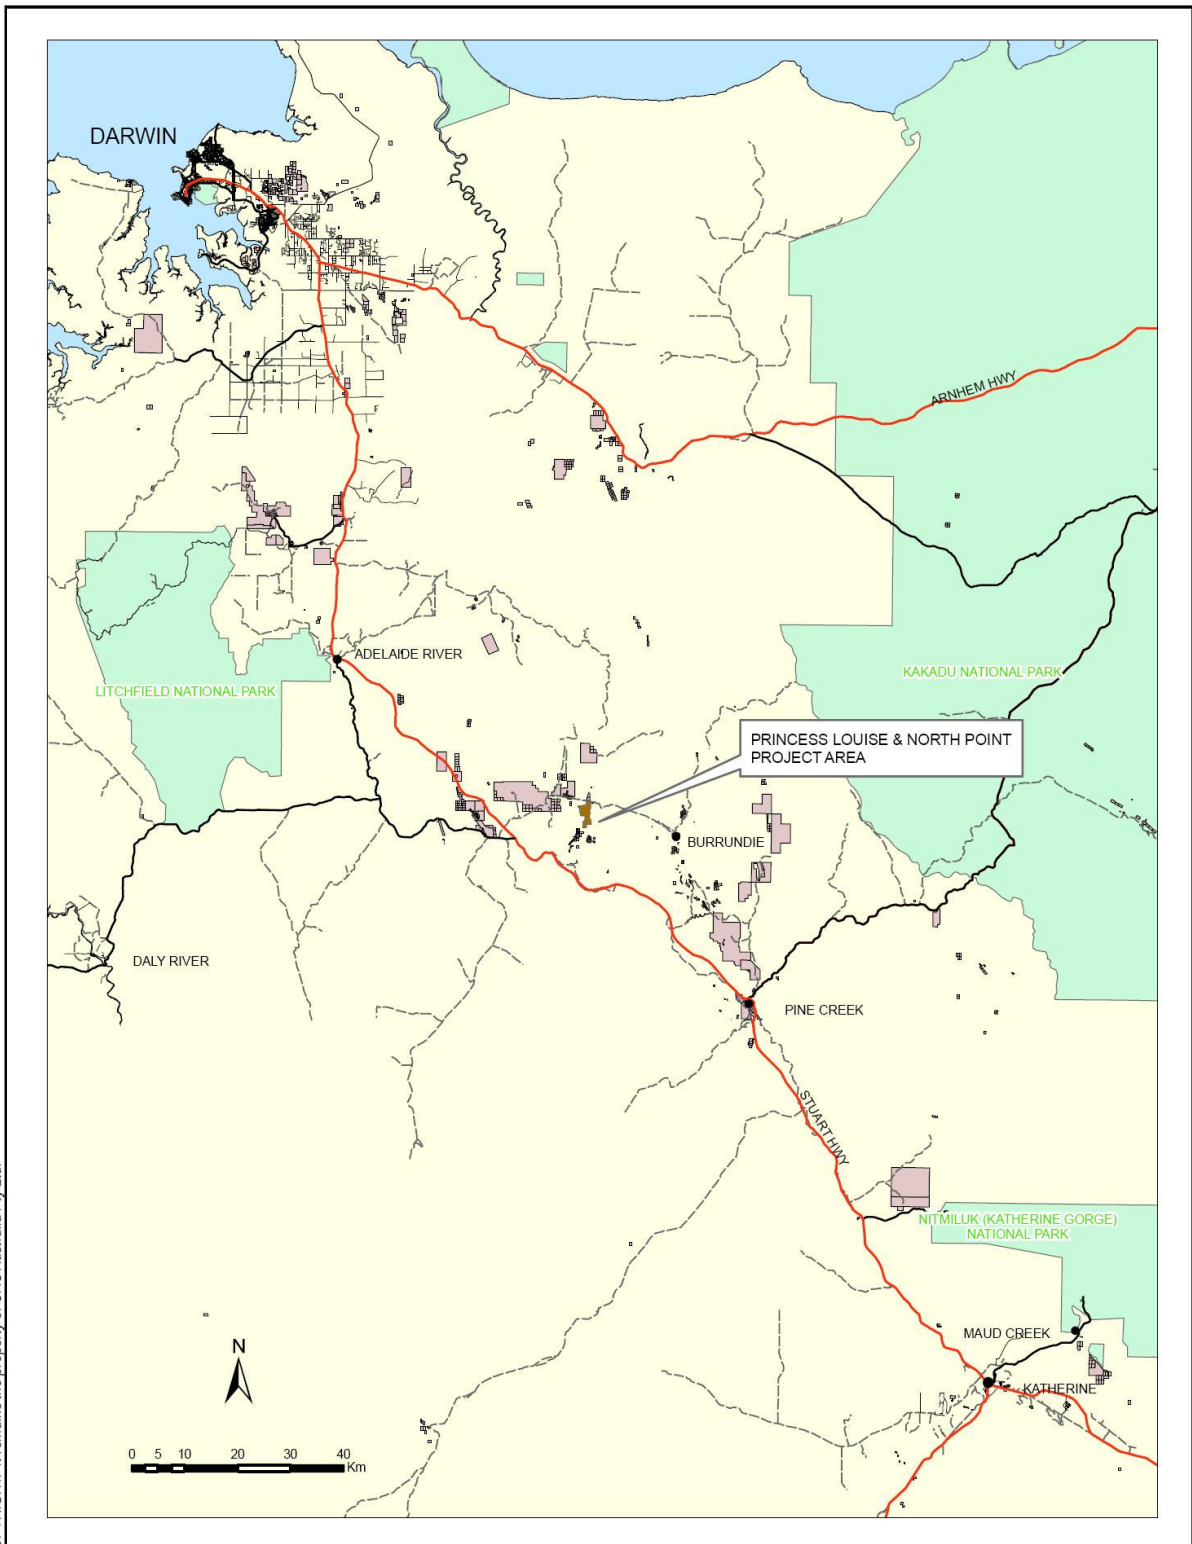 DARWIN
ARNHEM HWY
ADELAIDE RIVER
KAKADU NATIONAL PARK
LITCHFIELD NATIONAL PARK
PRINCESS LOUISE & NORTH POINT
PROJECT AREA
BURRUNDIE
DALY RIVER
PINE CREEK
STUART HWY
NITMILUK (KATHERINE GORGE)
NATIONAL PARK
MAUD CREEK
N
KATHERINE
0 5 10 20 30 40
Km